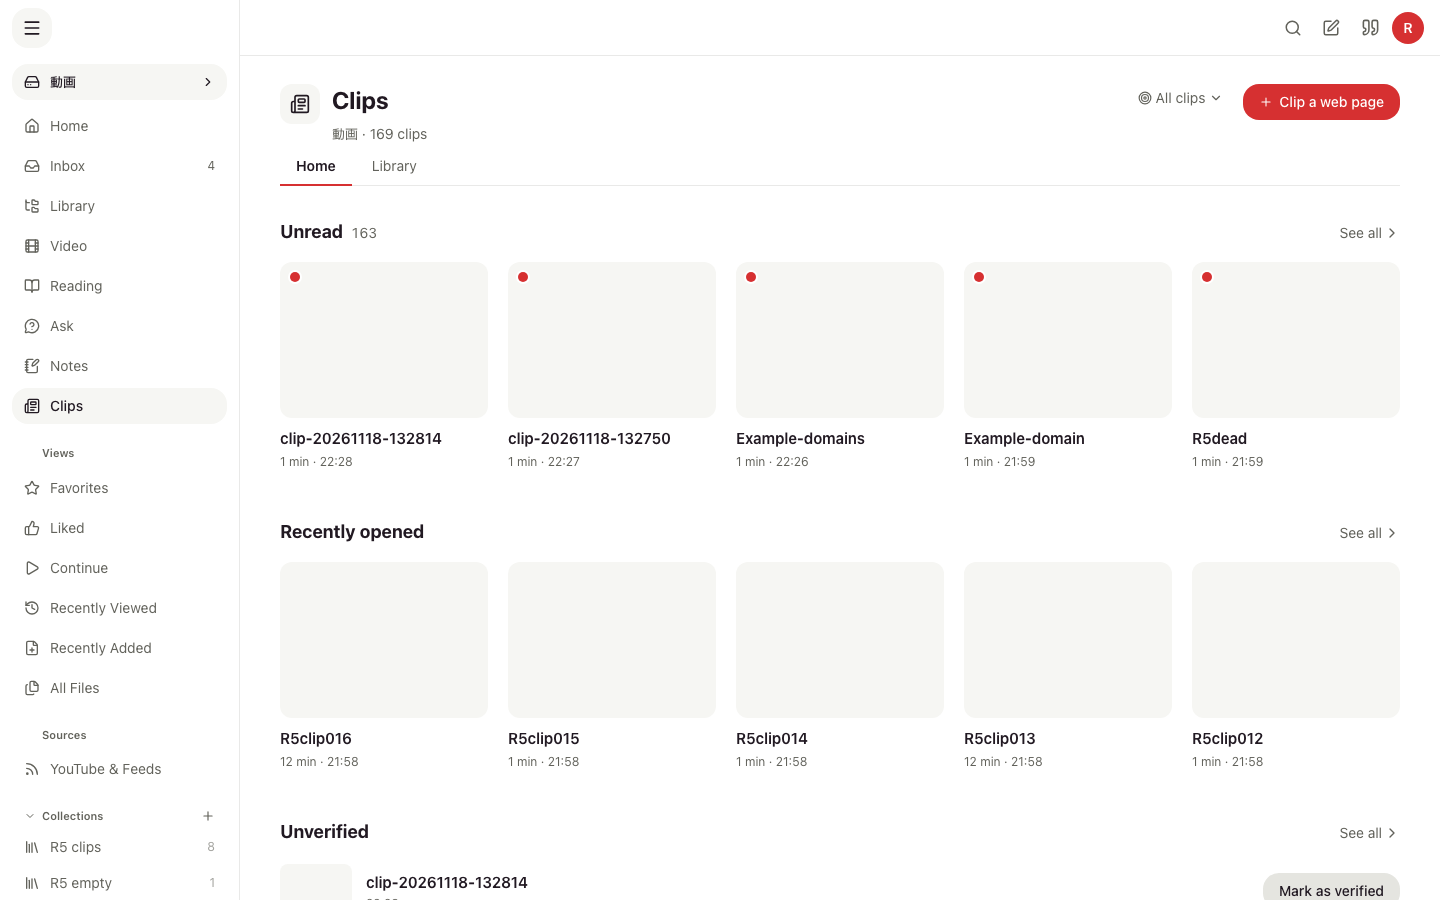 R
動画
Home
Inbox 4
Library
Video
Reading
Ask
Notes
Clips
Views
Favorites
Liked
Continue
Recently Viewed
Recently Added
All Files
Sources
YouTube & Feeds
Collections
R5 clips 8
R5 empty 1
Clips
動画 · 169 clips
All clips
Clip a web page
Home Library
Unread 163 See all
clip-20261118-132814
1 min · 22:28
clip-20261118-132750
1 min · 22:27
Example-domains
1 min · 22:26
Example-domain
1 min · 21:59
R5dead
1 min · 21:59
Recently opened See all
R5clip016
12 min · 21:58
R5clip015
1 min · 21:58
R5clip014
1 min · 21:58
R5clip013
12 min · 21:58
R5clip012
1 min · 21:58
Unverified See all
clip-20261118-132814
Mark as verified